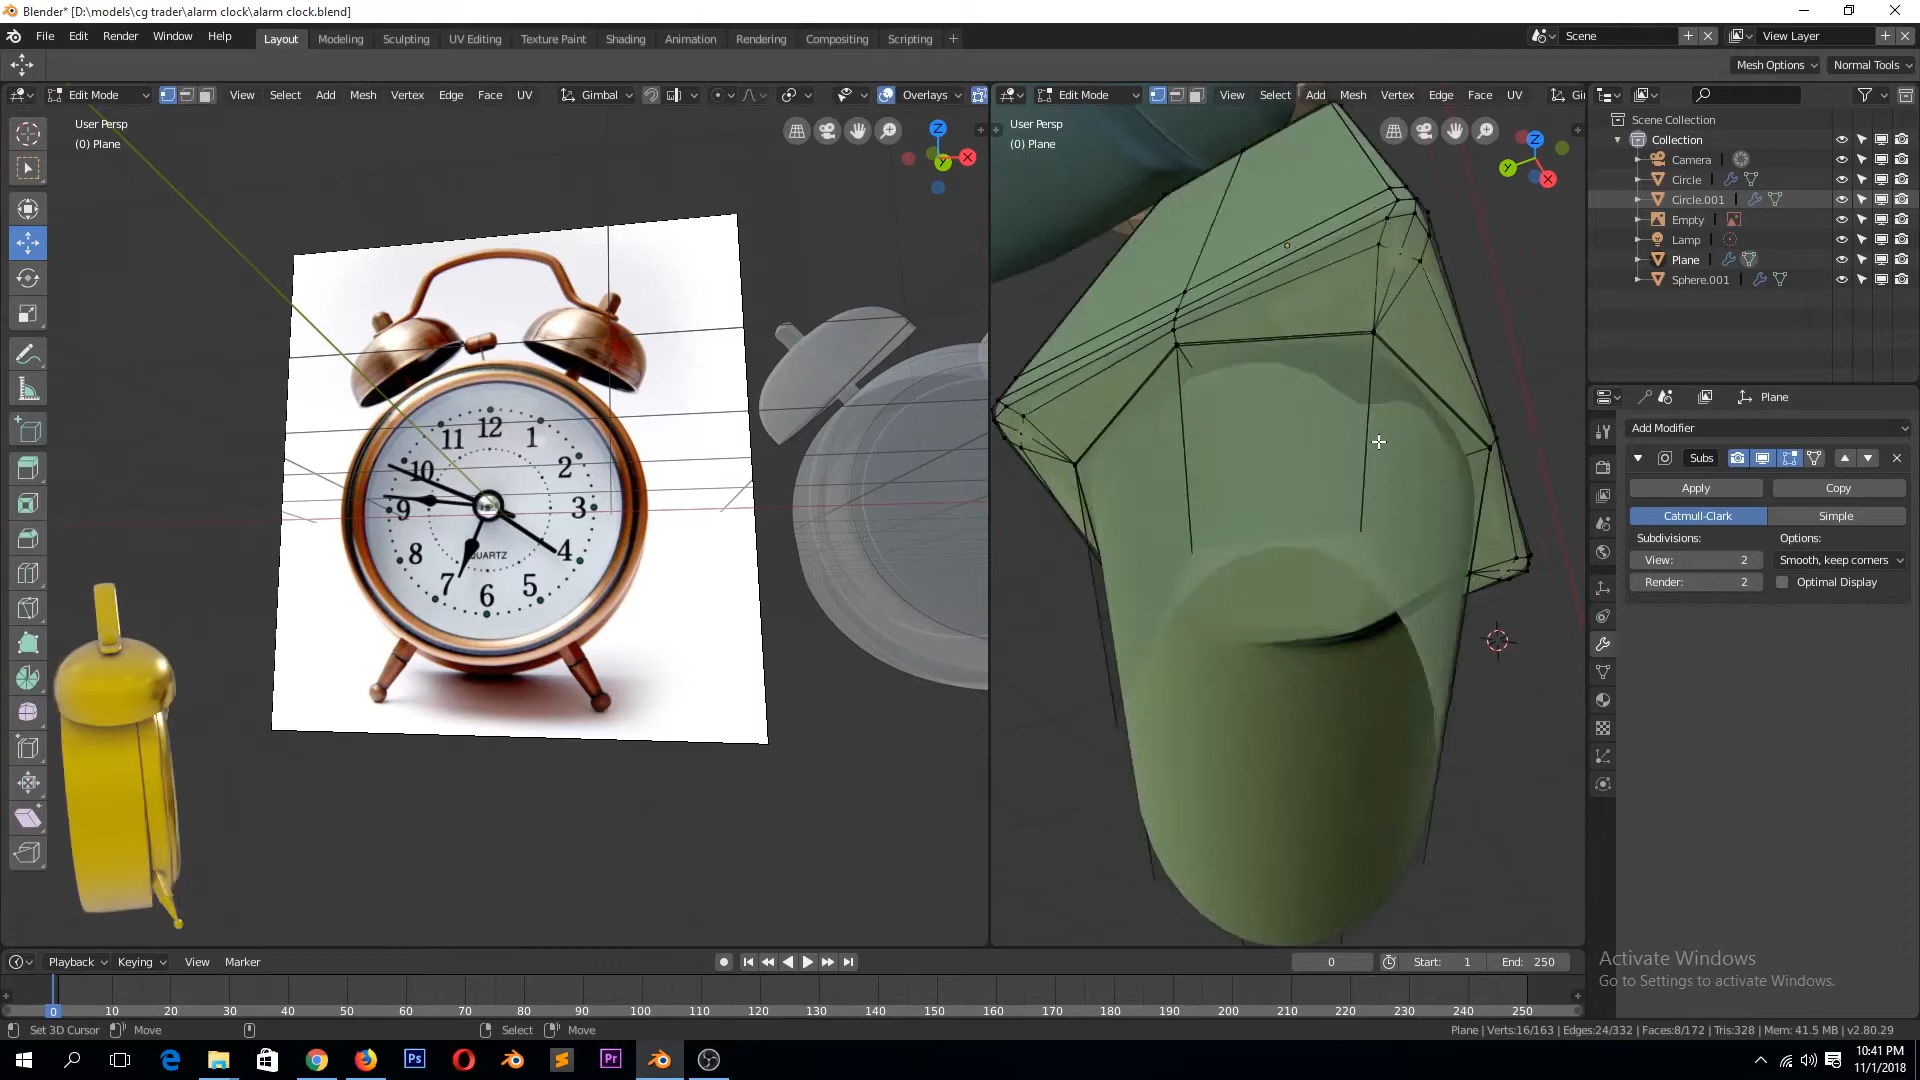 Blender* [D:\models\cg trader\alarm clock\alarm clock.blend]
File Edit Render Window Help
Layout Modeling Sculpting UV Editing Texture Paint Shading Animation Rendering Compositing Scripting
Scene
View Layer
Mesh Options
Normal Tools
Edit Mode View Select Add Mesh Vertex Edge Face UV Gimbal Overlays
Edit Mode View Select Add Mesh Vertex Edge Face UV
User Persp
(0) Plane
User Persp
(0) Plane
Z
X
Y
Z
Y
X
12
11 1
10 2
9 3
8 4
QUARTZ
7 5
6
Scene Collection
Collection
Camera
Circle
Circle.001
Empty
Lamp
Plane
Sphere.001
Plane
Add Modifier
Subs
Apply Copy
Catmull-Clark Simple
Subdivisions: Options:
View: 2 Smooth, keep corners
Render: 2 Optimal Display
Activate Windows
Go to Settings to activate Windows.
Playback Keying View Marker
0
Start: 1 End: 250
0 10 20 30 40 50 60 70 80 90 100 110 120 130 140 150 160 170 180 190 200 210 220 230 240 250
Set 3D Cursor Move Select Move
Plane | Verts:16/163 | Edges:24/332 | Faces:8/172 | Tris:328 | Mem: 41.5 MB | v2.80.29
Ps
Pr
10:41 PM
11/1/2018